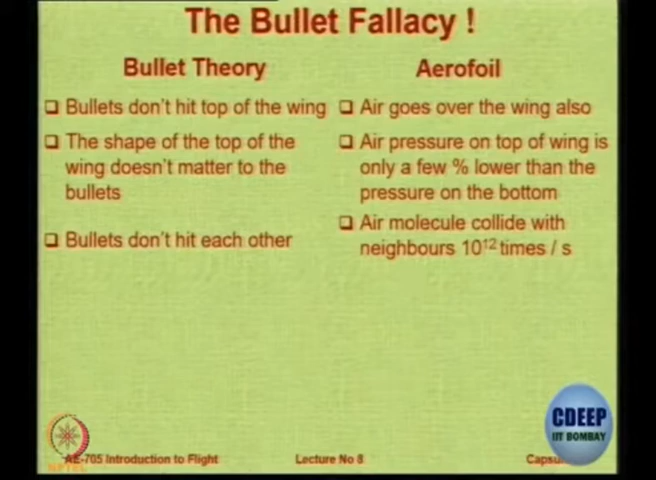 The Bullet Fallacy !
Bullet Theory
Aerofoil
❑ Bullets don't hit top of the wing
❑ The shape of the top of the
wing doesn't matter to the
bullets
❑ Bullets don't hit each other
❑ Air goes over the wing also
❑ Air pressure on top of wing is
only a few % lower than the
pressure on the bottom
❑ Air molecule collide with
neighbours 10¹² times / s
CDEEP
IIT BOMBAY
NPTEL
AE-705 Introduction to Flight
Lecture No 8
Capsu